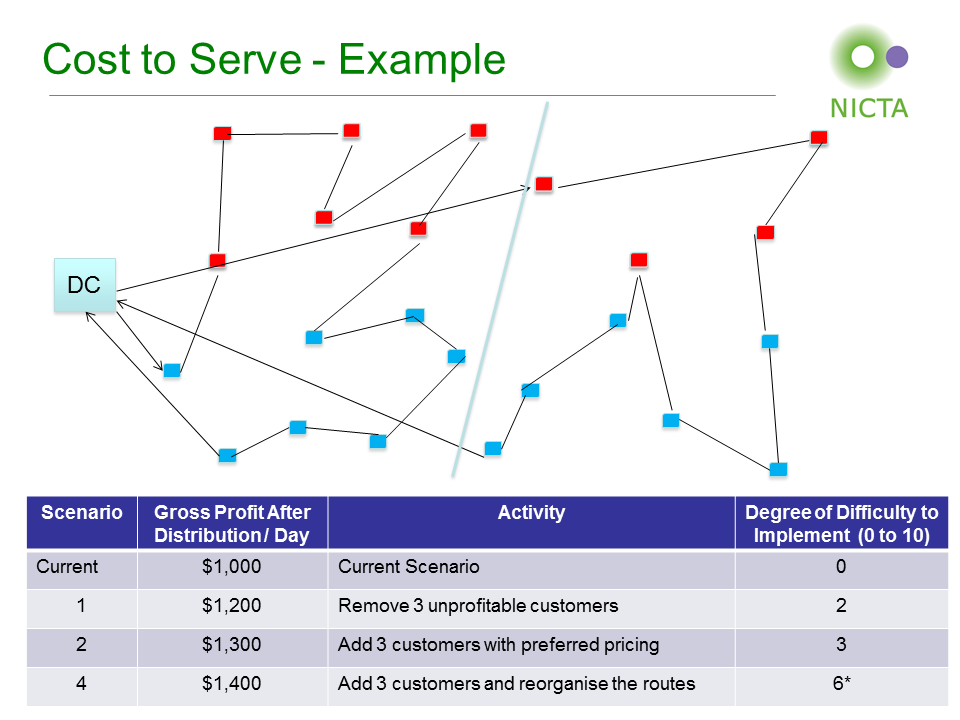 Cost to Serve - Example
NICTA
DC
Scenario Gross Profit After Distribution / Day Activity Degree of Difficulty to Implement (0 to 10)
Current $1,000 Current Scenario 0
1 $1,200 Remove 3 unprofitable customers 2
2 $1,300 Add 3 customers with preferred pricing 3
4 $1,400 Add 3 customers and reorganise the routes 6*